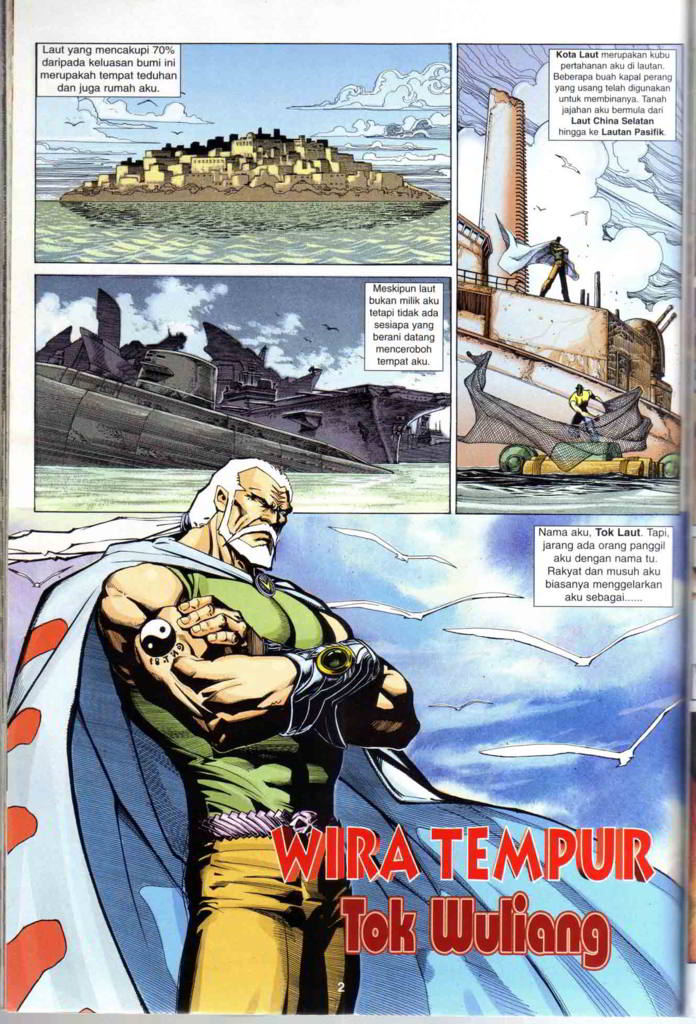 Laut yang mencakupi 70%
daripada keluasan bumi ini
merupakah tempat teduhan
dan juga rumah aku.
Kota Laut merupakan kubu
pertahanan aku di lautan.
Beberapa buah kapal perang
yang usang telah digunakan
untuk membinanya. Tanah
jajahan aku bermula dari
Laut China Selatan
hingga ke Lautan Pasifik.
Meskipun laut
bukan milik aku
tetapi tidak ada
sesiapa yang
berani datang
menceroboh
tempat aku.
Nama aku, Tok Laut. Tapi,
jarang ada orang panggil
aku dengan nama tu.
Rakyat dan musuh aku
biasanya menggelarkan
aku sebagai......
WIRA TEMPUR
Tok Wuliang
2